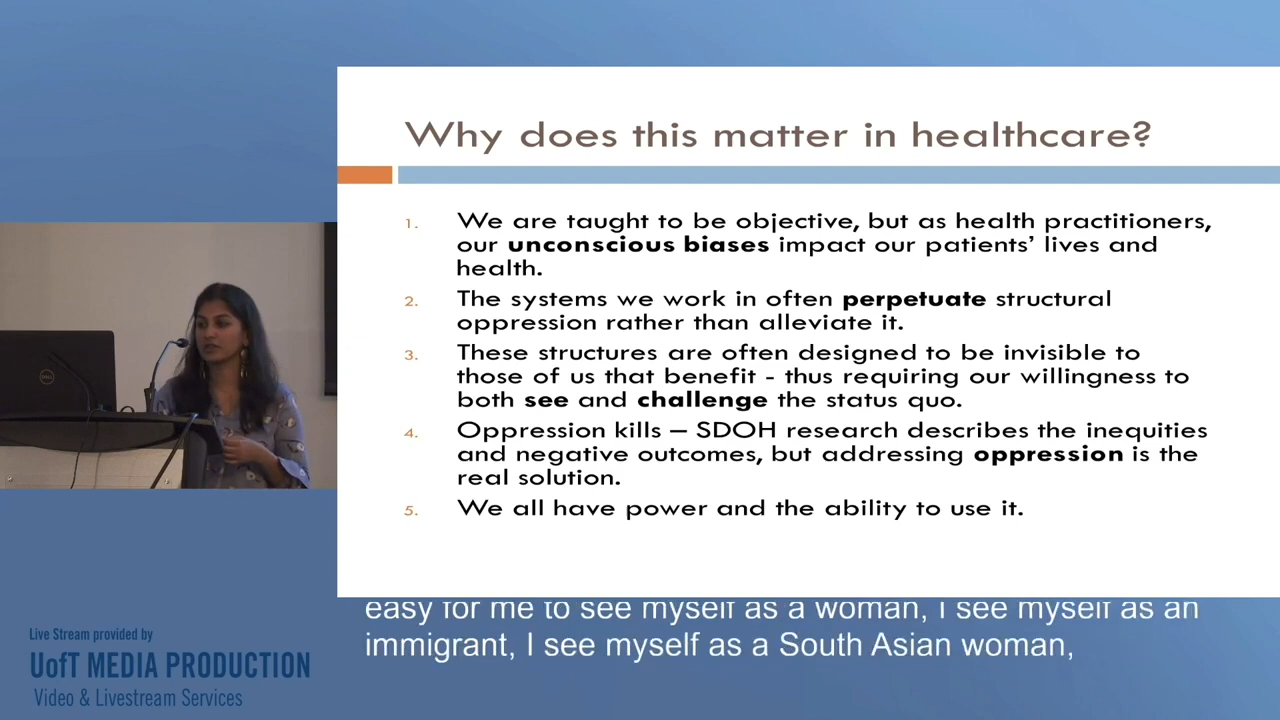 Why does this matter in healthcare?
1. We are taught to be objective, but as health practitioners,
our unconscious biases impact our patients' lives and
health.
2. The systems we work in often perpetuate structural
oppression rather than alleviate it.
3. These structures are often designed to be invisible to
those of us that benefit - thus requiring our willingness to
both see and challenge the status quo.
4. Oppression kills – SDOH research describes the inequities
and negative outcomes, but addressing oppression is the
real solution.
5. We all have power and the ability to use it.
easy for me to see myself as a woman, I see myself as an
immigrant, I see myself as a South Asian woman,
Live Stream provided by
UofT MEDIA PRODUCTION
Video & Livestream Services
DELL